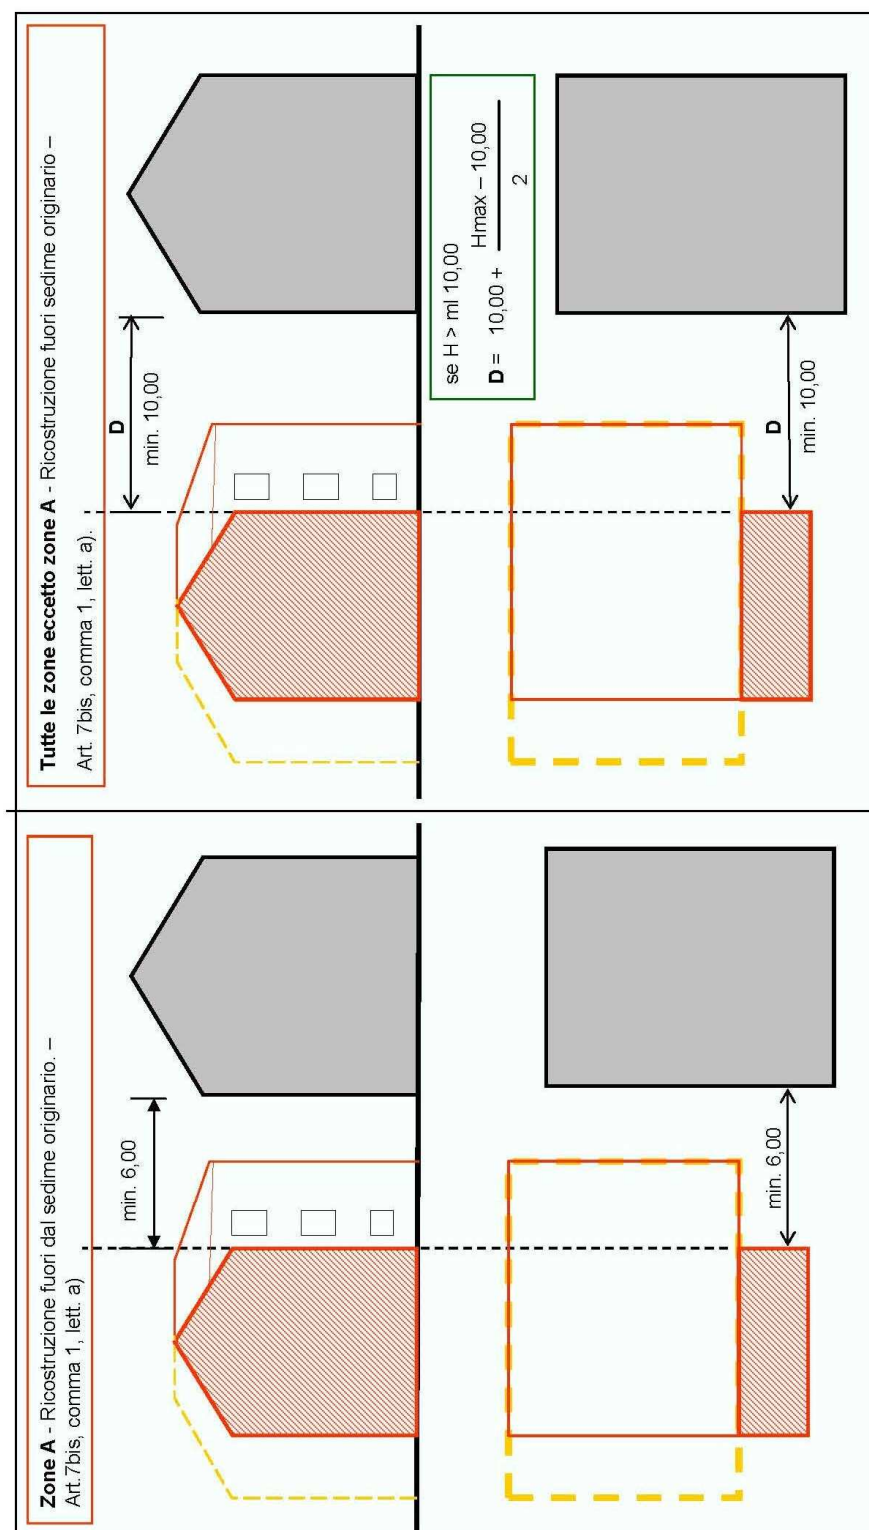 Zone A - Ricostruzione fuori dal sedime originario. –
Art.7bis, comma 1, lett. a)
min. 6,00
min. 6,00
Tutte le zone eccetto zone A - Ricostruzione fuori sedime originario –
Art. 7bis, comma 1, lett. a).
D
min. 10,00
se H > ml 10,00
D = 10,00 + Hmax – 10,00
2
D
min. 10,00